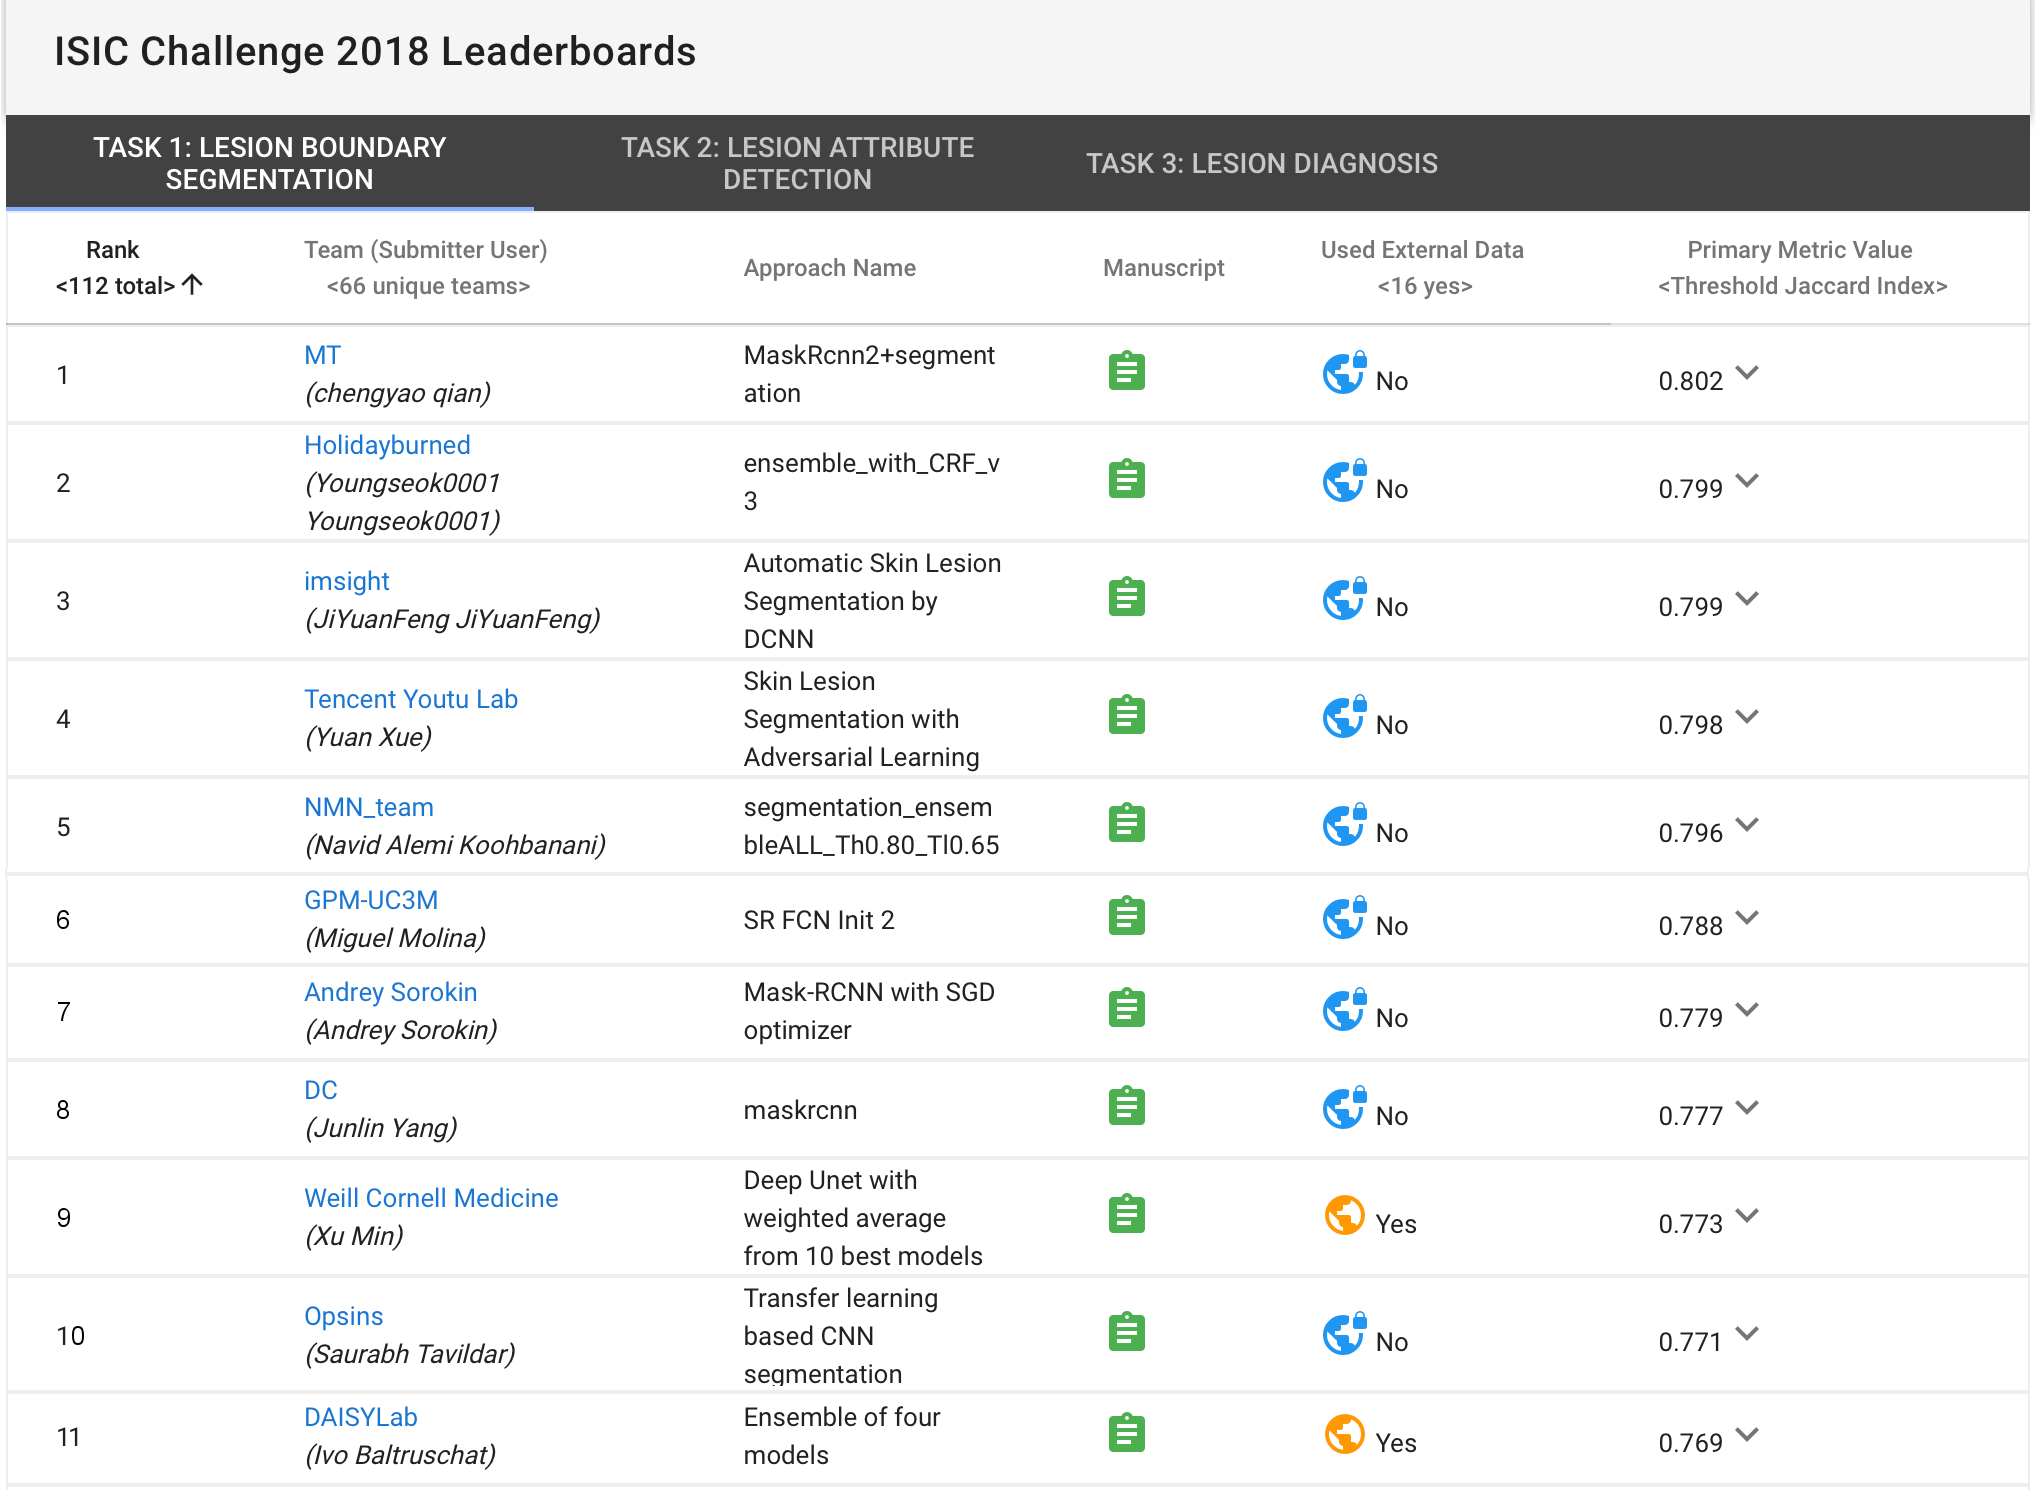 ISIC Challenge 2018 Leaderboards
TASK 1: LESION BOUNDARY
SEGMENTATION
TASK 2: LESION ATTRIBUTE
DETECTION
TASK 3: LESION DIAGNOSIS
Rank
<112 total>
Team (Submitter User)
<66 unique teams>
Approach Name
Manuscript
Used External Data
<16 yes>
Primary Metric Value
<Threshold Jaccard Index>
1
MT
(chengyao qian)
MaskRcnn2+segment
ation
No
0.802
2
Holidayburned
(Youngseok0001
Youngseok0001)
ensemble_with_CRF_v
3
No
0.799
3
imsight
(JiYuanFeng JiYuanFeng)
Automatic Skin Lesion
Segmentation by
DCNN
No
0.799
4
Tencent Youtu Lab
(Yuan Xue)
Skin Lesion
Segmentation with
Adversarial Learning
No
0.798
5
NMN_team
(Navid Alemi Koohbanani)
segmentation_ensem
bleALL_Th0.80_Tl0.65
No
0.796
6
GPM-UC3M
(Miguel Molina)
SR FCN Init 2
No
0.788
7
Andrey Sorokin
(Andrey Sorokin)
Mask-RCNN with SGD
optimizer
No
0.779
8
DC
(Junlin Yang)
maskrcnn
No
0.777
9
Weill Cornell Medicine
(Xu Min)
Deep Unet with
weighted average
from 10 best models
Yes
0.773
10
Opsins
(Saurabh Tavildar)
Transfer learning
based CNN
segmentation
No
0.771
11
DAISYLab
(Ivo Baltruschat)
Ensemble of four
models
Yes
0.769